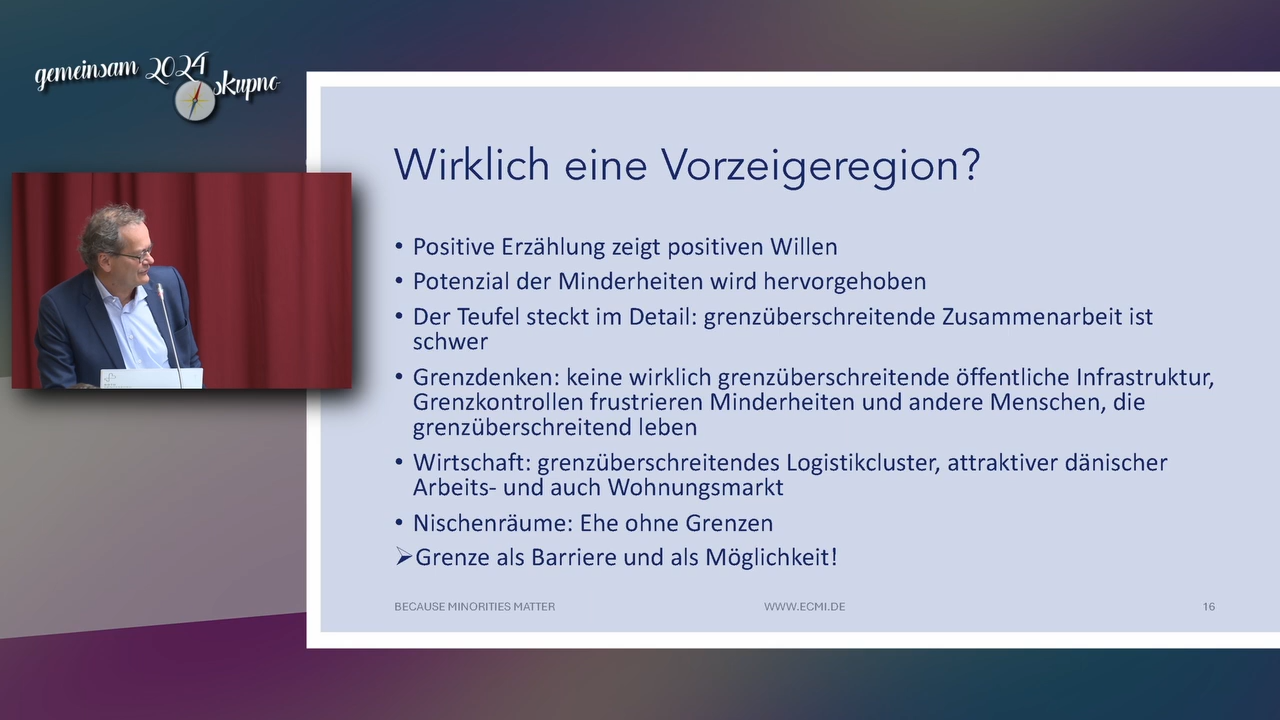 gemeinsam 2024
skupno
Wirklich eine Vorzeigeregion?
• Positive Erzählung zeigt positiven Willen
• Potenzial der Minderheiten wird hervorgehoben
• Der Teufel steckt im Detail: grenzüberschreitende Zusammenarbeit ist
schwer
• Grenzdenken: keine wirklich grenzüberschreitende öffentliche Infrastruktur,
Grenzkontrollen frustrieren Minderheiten und andere Menschen, die
grenzüberschreitend leben
• Wirtschaft: grenzüberschreitendes Logistikcluster, attraktiver dänischer
Arbeits- und auch Wohnungsmarkt
• Nischenräume: Ehe ohne Grenzen
➢Grenze als Barriere und als Möglichkeit!
BECAUSE MINORITIES MATTER WWW.ECMI.DE 16